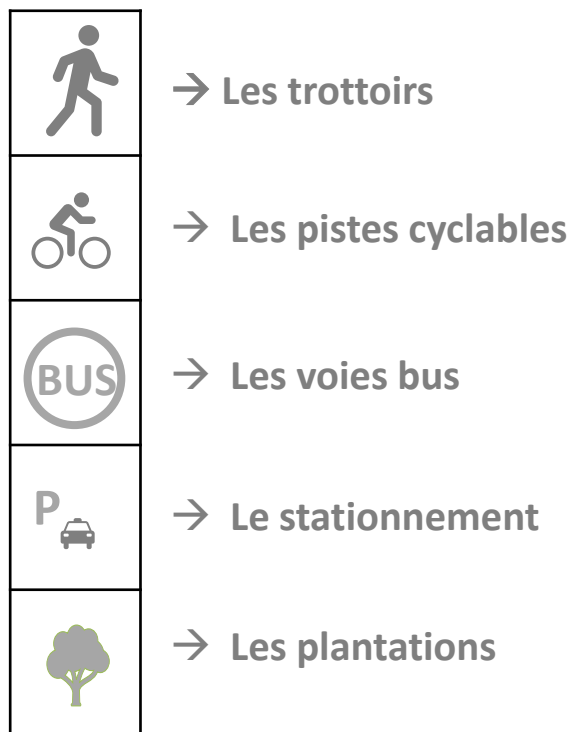 → Les trottoirs
→ Les pistes cyclables
BUS → Les voies bus
P → Le stationnement
→ Les plantations